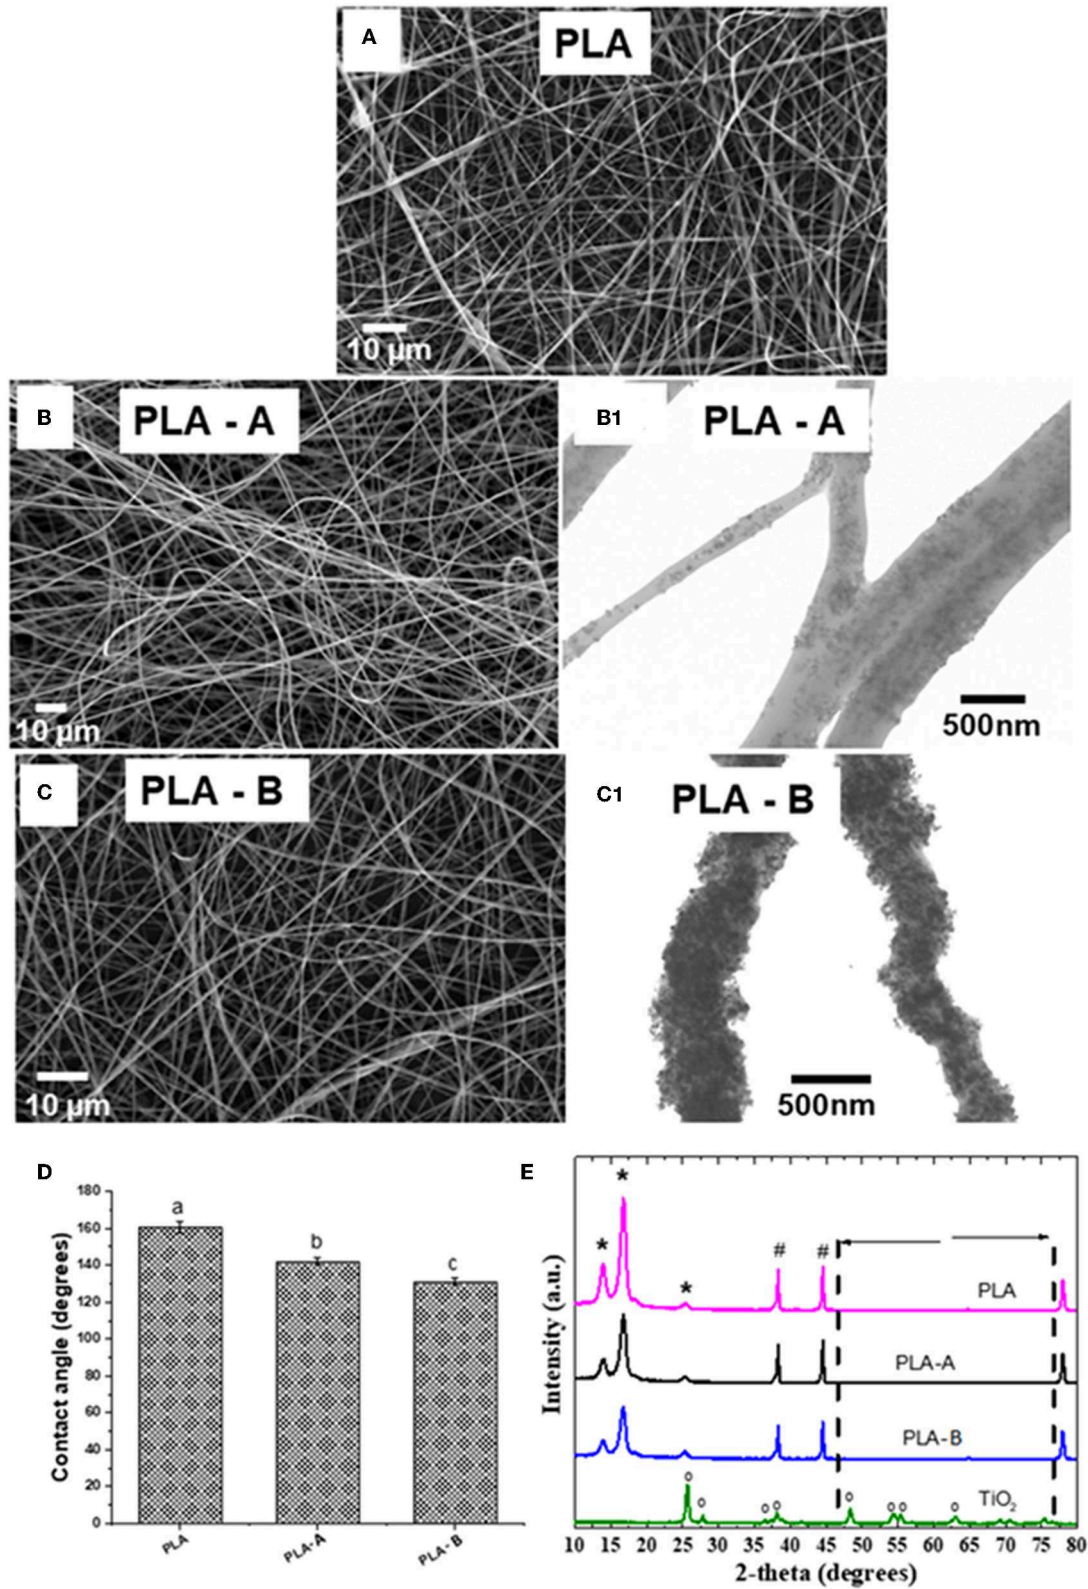 A
PLA
10 µm
B
PLA - A
10 µm
B1
PLA - A
500nm
C
PLA - B
10 µm
C1
PLA - B
500nm
D
180
160
140
120
100
80
60
40
20
0
Contact angle (degrees)
a
b
c
PLA
PLA-A
PLA-B
E
Intensity (a.u.)
* * *
# #
PLA
PLA-A
PLA-B
TiO₂
o o o o o o o o
10 15 20 25 30 35 40 45 50 55 60 65 70 75 80
2-theta (degrees)